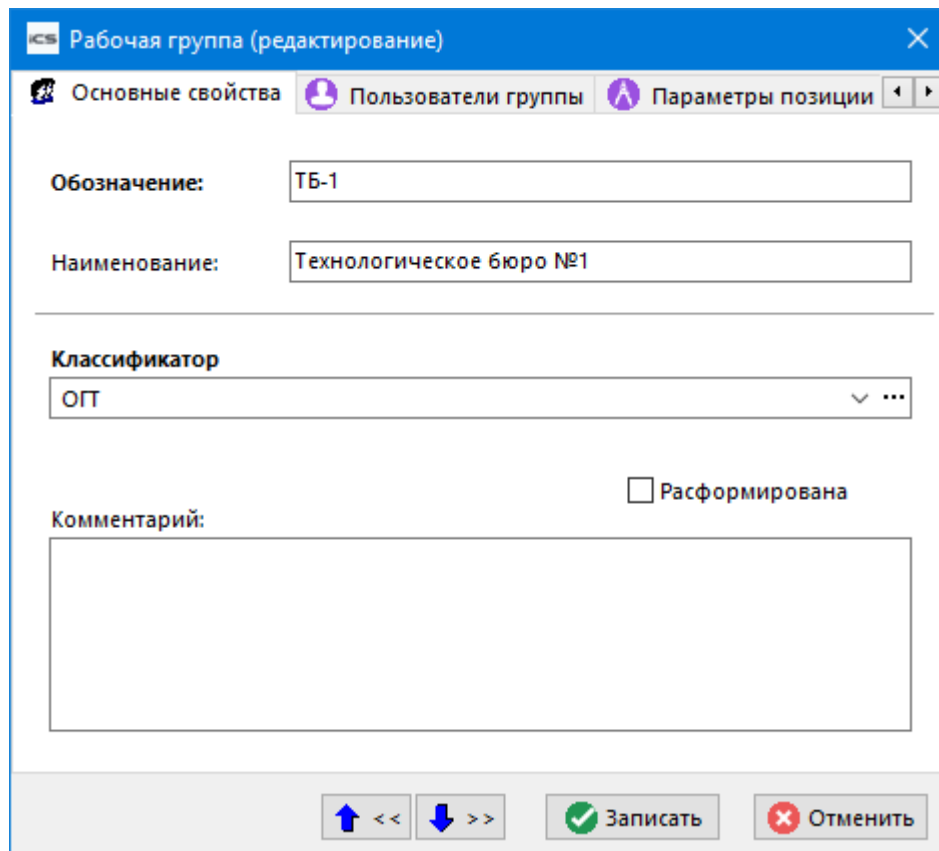 iCS Рабочая группа (редактирование)
Основные свойства Пользователи группы Параметры позиции
Обозначение: ТБ-1
Наименование: Технологическое бюро №1
Классификатор
ОГТ
Расформирована
Комментарий:
<< >> Записать Отменить